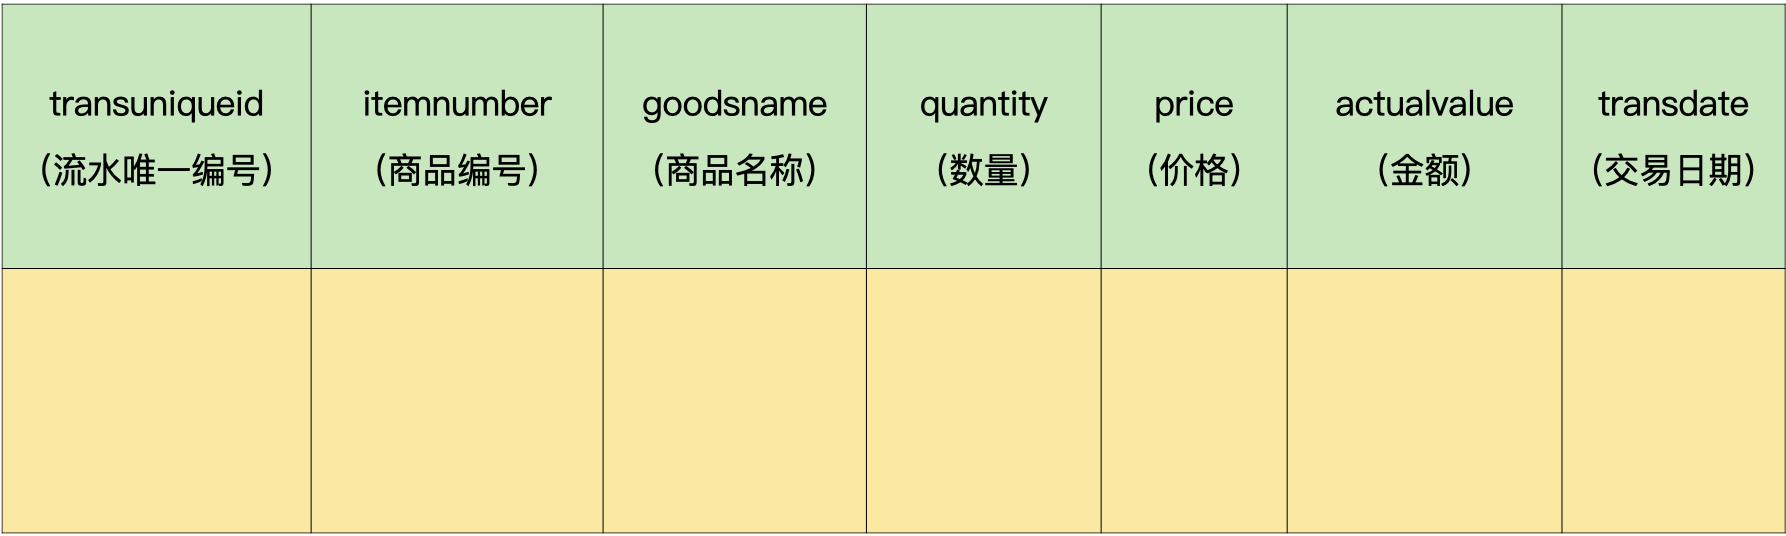 transuniqueid
（流水唯一编号）
itemnumber
（商品编号）
goodsname
（商品名称）
quantity
（数量）
price
（价格）
actualvalue
（金额）
transdate
（交易日期）